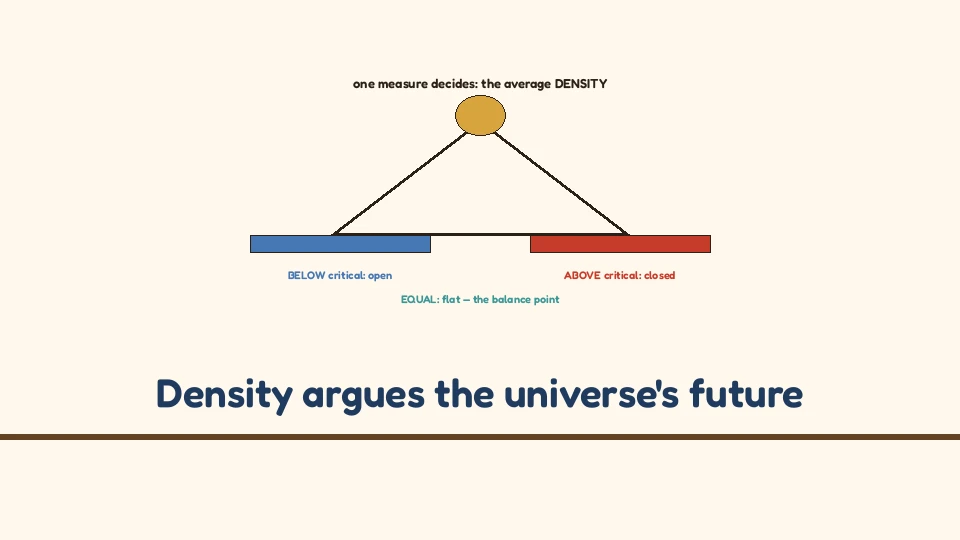 one measure decides: the average DENSITY
BELOW critical: open
ABOVE critical: closed
EQUAL: flat — the balance point
Density argues the universe's future